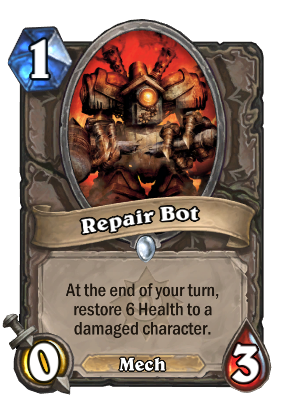 1
Repair Bot
At the end of your turn,
restore 6 Health to a
damaged character.
0
Mech
3